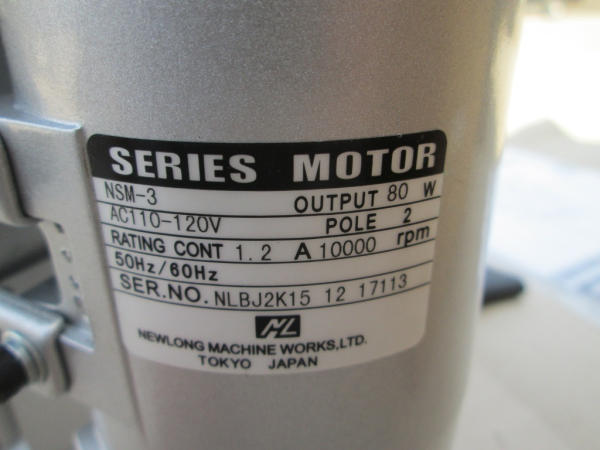 SERIES MOTOR
NSM-3 OUTPUT 80 W
AC110-120V POLE 2
RATING CONT 1.2 A 10000 rpm
50Hz/60Hz
SER.NO. NLBJ2K15 12 17113
NL
NEWLONG MACHINE WORKS,LTD.
TOKYO JAPAN